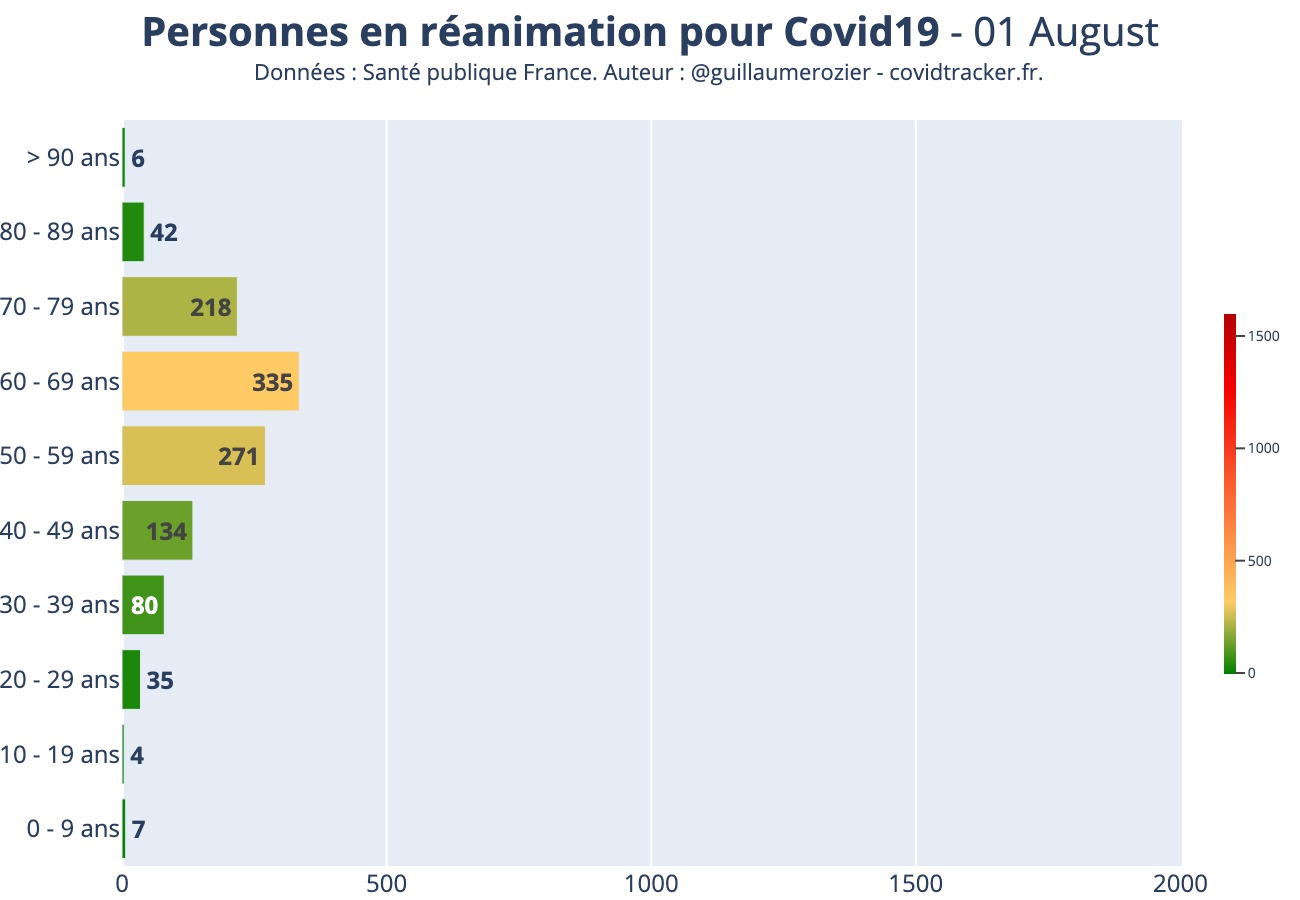 Personnes en réanimation pour Covid19 - 01 August
Données : Santé publique France. Auteur : @guillaumerozier - covidtracker.fr.
> 90 ans 6
80 - 89 ans 42
70 - 79 ans 218
60 - 69 ans 335
50 - 59 ans 271
40 - 49 ans 134
30 - 39 ans 80
20 - 29 ans 35
10 - 19 ans 4
0 - 9 ans 7
0 500 1000 1500 2000
1500
1000
500
0